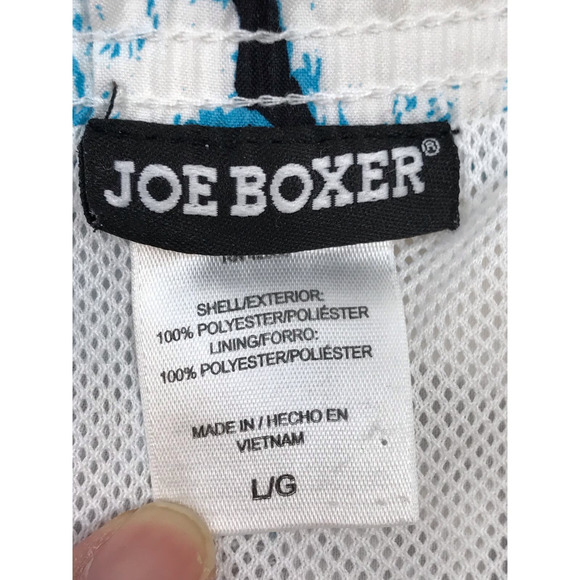 JOE BOXER®
SHELL/EXTERIOR:
100% POLYESTER/POLIÉSTER
LINING/FORRO:
100% POLYESTER/POLIÉSTER
MADE IN / HECHO EN
VIETNAM
L/G